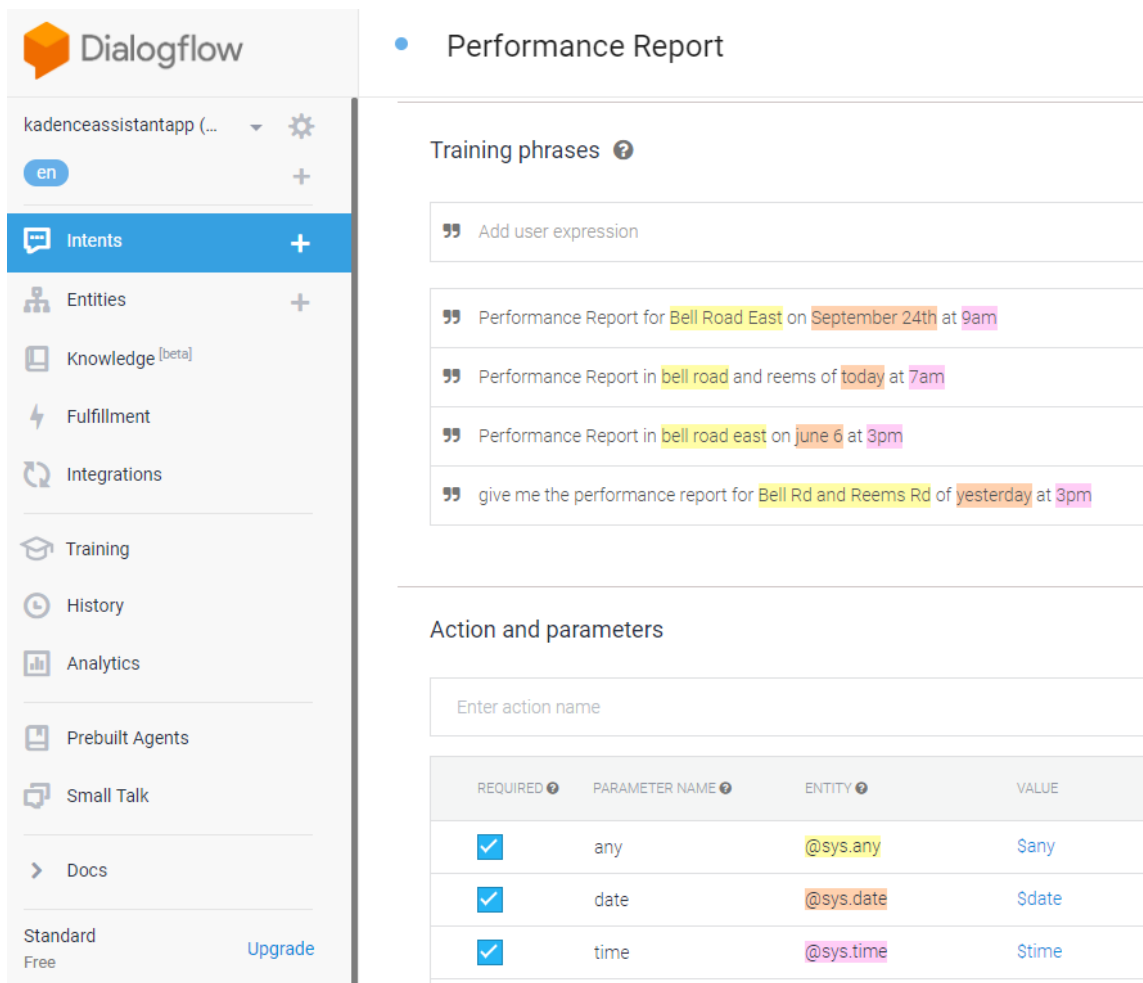 Dialogflow
Performance Report
kadenceassistantapp (...
en
Intents
Entities
Knowledge [beta]
Fulfillment
Integrations
Training
History
Analytics
Prebuilt Agents
Small Talk
Docs
Standard
Free
Upgrade
Training phrases
Add user expression
Performance Report for Bell Road East on September 24th at 9am
Performance Report in bell road and reems of today at 7am
Performance Report in bell road east on june 6 at 3pm
give me the performance report for Bell Rd and Reems Rd of yesterday at 3pm
Action and parameters
Enter action name
REQUIRED PARAMETER NAME ENTITY VALUE
any @sys.any $any
date @sys.date $date
time @sys.time $time